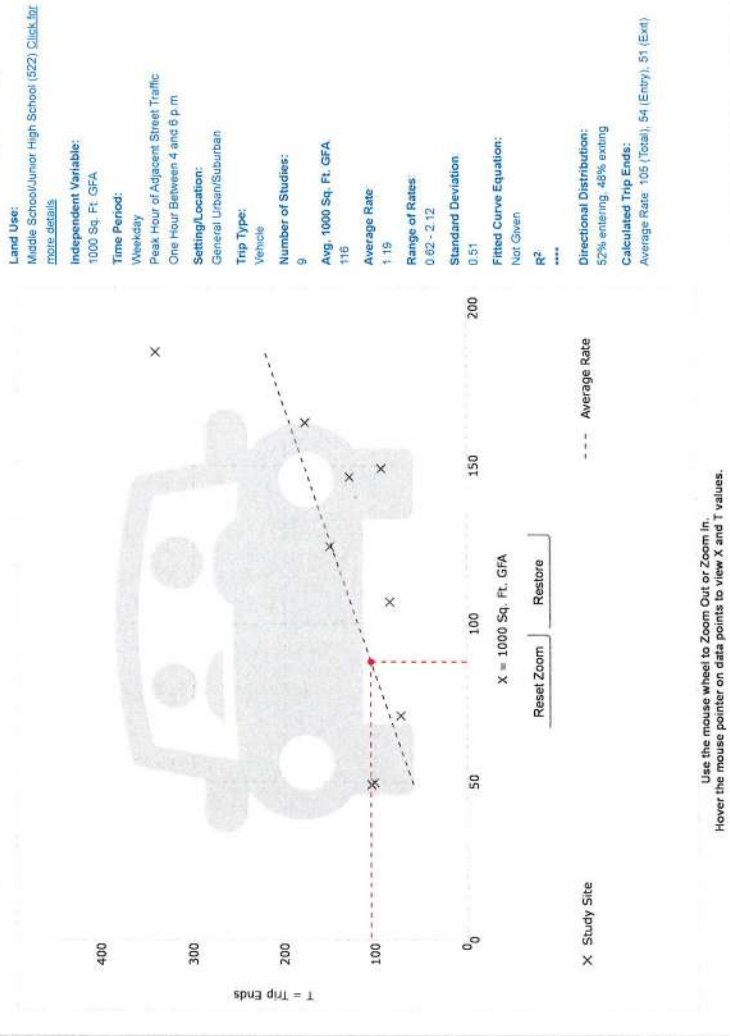 Land Use:
Middle School/Junior High School (522) Click for
more details
Independent Variable:
1000 Sq. Ft. GFA
Time Period:
Weekday
Peak Hour of Adjacent Street Traffic
One Hour Between 4 and 6 p.m
Setting/Location:
General Urban/Suburban
Trip Type:
Vehicle
Number of Studies:
9
Avg. 1000 Sq. Ft. GFA
116
Average Rate
1.19
Range of Rates
0.62 - 2.12
Standard Deviation
0.51
Fitted Curve Equation:
Not Given
R²
****
Directional Distribution:
52% entering, 48% exiting
Calculated Trip Ends:
Average Rate 105 (Total), 54 (Entry), 51 (Exit)
T = Trip Ends
400
300
200
100
0
0
50
100
150
200
X = 1000 Sq. Ft. GFA
Reset Zoom
Restore
× Study Site
--- Average Rate
Use the mouse wheel to Zoom Out or Zoom In.
Hover the mouse pointer on data points to view X and T values.